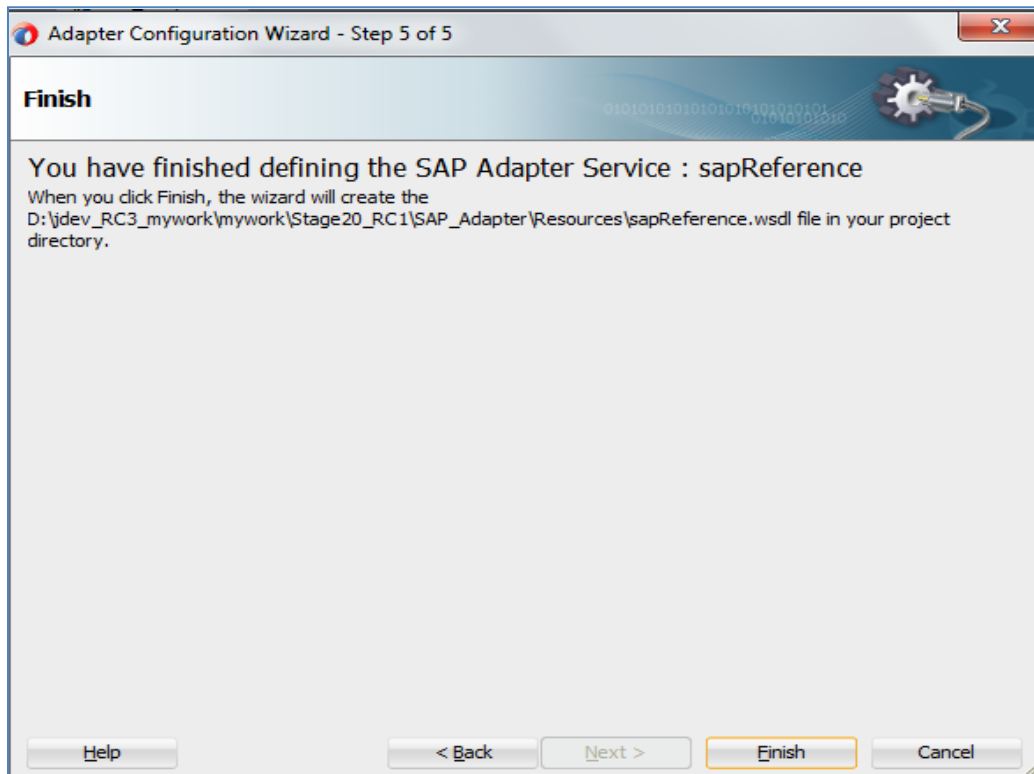 Adapter Configuration Wizard - Step 5 of 5
Finish
You have finished defining the SAP Adapter Service : sapReference
When you click Finish, the wizard will create the
D:\jdev_RC3_mywork\mywork\Stage20_RC1\SAP_Adapter\Resources\sapReference.wsdl file in your project
directory.
Help < Back Next > Finish Cancel